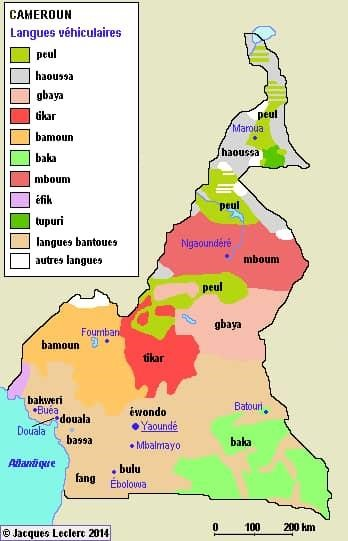 CAMEROUN
Langues véhiculaires
peul
haoussa
gbaya
tikar
bamoun
baka
mboum
éfik
tupuri
langues bantoues
autres langues
peul
Maroua
haoussa
peul
Ngaoundéré
mboum
peul
gbaya
Foumban
bamoun
tikar
bakweri
Buéa
douala
Douala
bassa
éwondo
Yaoundé
Mbalmayo
Batouri
baka
Atlantique
fang
bulu
Ébolowa
0 100 200 km
© Jacques Leclerc 2014